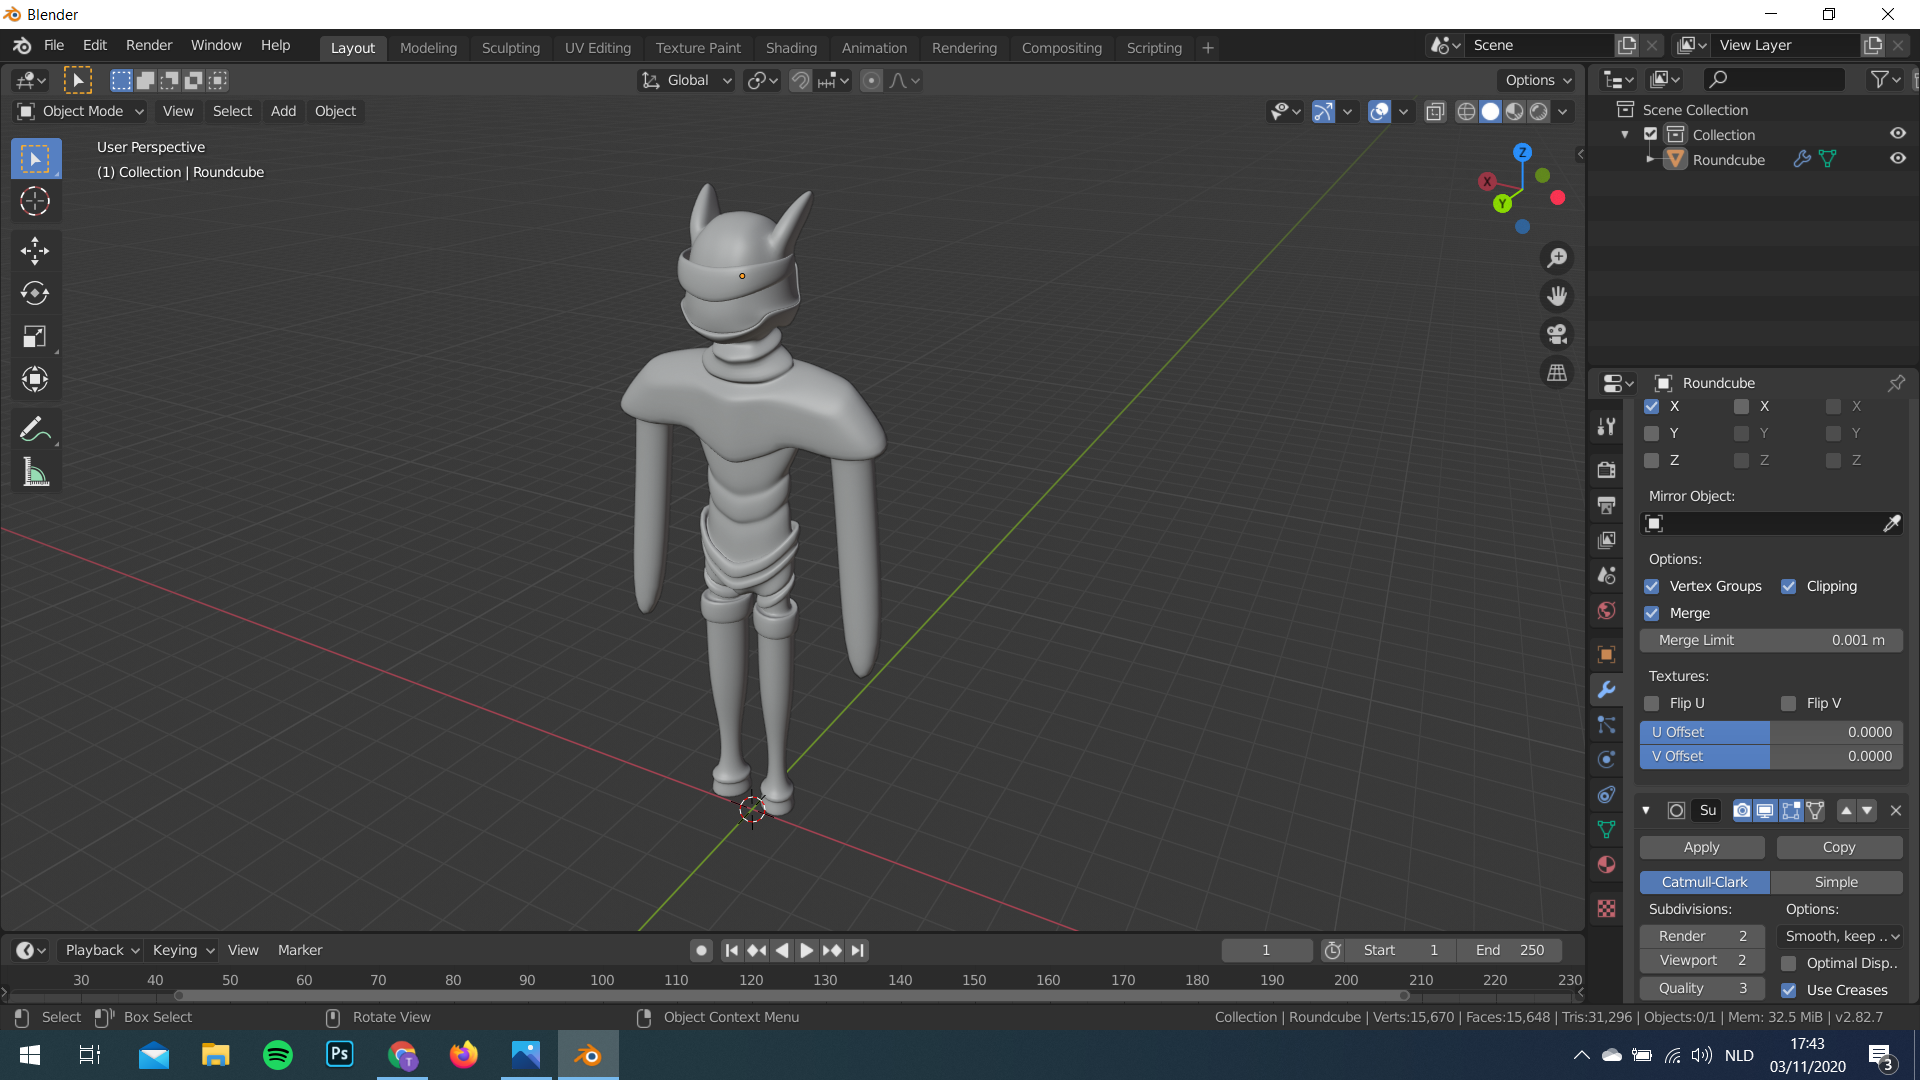 Blender
File Edit Render Window Help
Layout Modeling Sculpting UV Editing Texture Paint Shading Animation Rendering Compositing Scripting +
Scene
View Layer
Global
Options
Object Mode View Select Add Object
User Perspective
(1) Collection | Roundcube
Z
X
Y
Scene Collection
Collection
Roundcube
Roundcube
X X X
Y Y Y
Z Z Z
Mirror Object:
Options:
Vertex Groups Clipping
Merge
Merge Limit 0.001 m
Textures:
Flip U Flip V
U Offset 0.0000
V Offset 0.0000
Su
Apply Copy
Catmull-Clark Simple
Subdivisions: Options:
Render 2 Smooth, keep ..
Viewport 2 Optimal Disp..
Quality 3 Use Creases
Playback Keying View Marker
1 Start 1 End 250
30 40 50 60 70 80 90 100 110 120 130 140 150 160 170 180 190 200 210 220 230
Select Box Select Rotate View Object Context Menu
Collection | Roundcube | Verts:15,670 | Faces:15,648 | Tris:31,296 | Objects:0/1 | Mem: 32.5 MiB | v2.82.7
Ps
T
NLD
17:43
03/11/2020
3